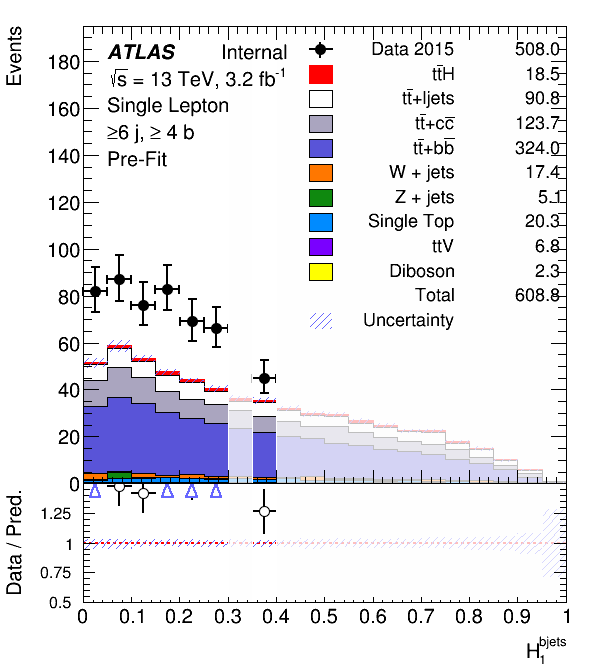 Events
ATLAS Internal
√s = 13 TeV, 3.2 fb⁻¹
Single Lepton
≥6 j, ≥ 4 b
Pre-Fit
Data 2015 508.0
tt̄H 18.5
tt̄+ljets 90.8
tt̄+cc̄ 123.7
tt̄+bb̄ 324.0
W + jets 17.4
Z + jets 5.1
Single Top 20.3
ttV 6.8
Diboson 2.3
Total 608.8
Uncertainty
180
160
140
120
100
80
60
40
20
0
Data / Pred.
1.25
1
0.75
0.5
0 0.1 0.2 0.3 0.4 0.5 0.6 0.7 0.8 0.9 1
H₁^bjets